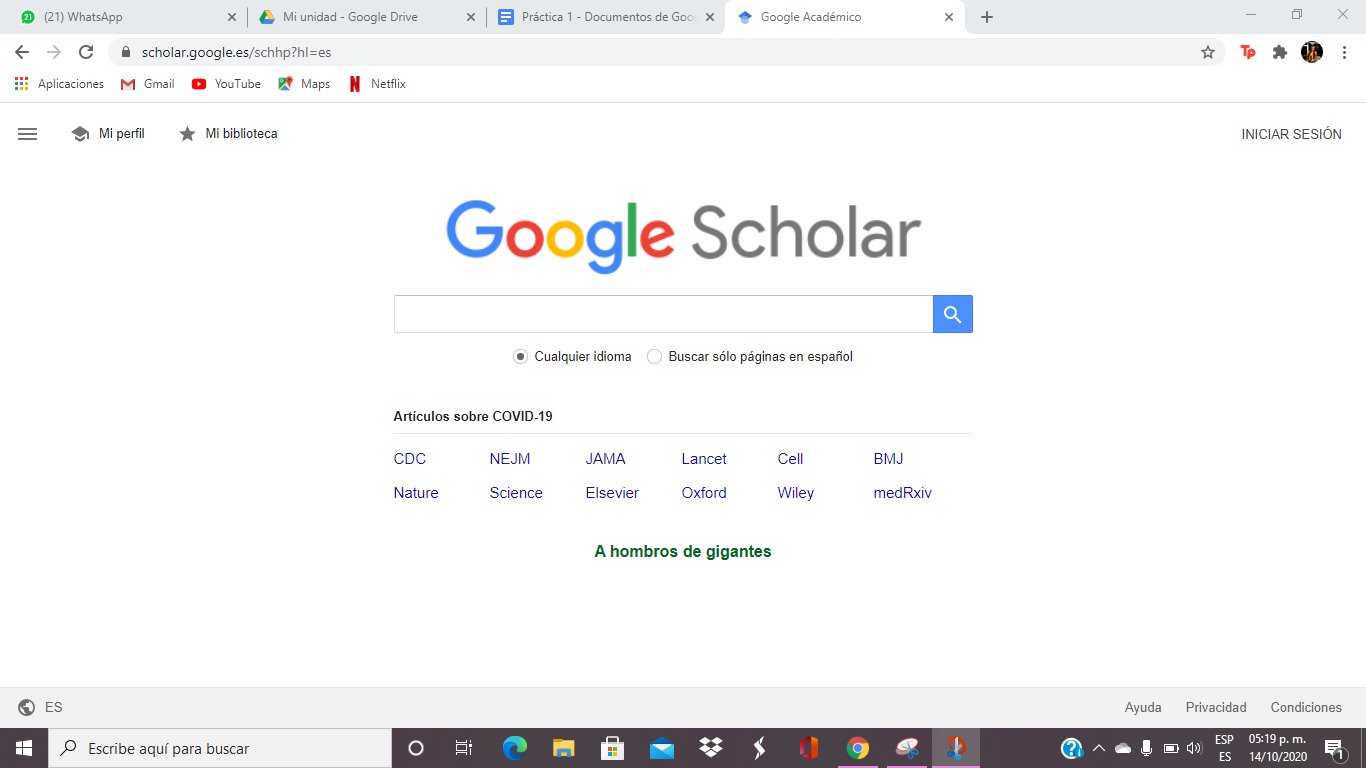 21 (21) WhatsApp
Mi unidad - Google Drive
Práctica 1 - Documentos de Goo
Google Académico
scholar.google.es/schhp?hl=es
Tp
Aplicaciones Gmail YouTube Maps Netflix
Mi perfil Mi biblioteca INICIAR SESIÓN
Google Scholar
Cualquier idioma Buscar sólo páginas en español
Artículos sobre COVID-19
CDC NEJM JAMA Lancet Cell BMJ
Nature Science Elsevier Oxford Wiley medRxiv
A hombros de gigantes
ES Ayuda Privacidad Condiciones
Escribe aquí para buscar
ESP
ES
05:19 p. m.
14/10/2020
1